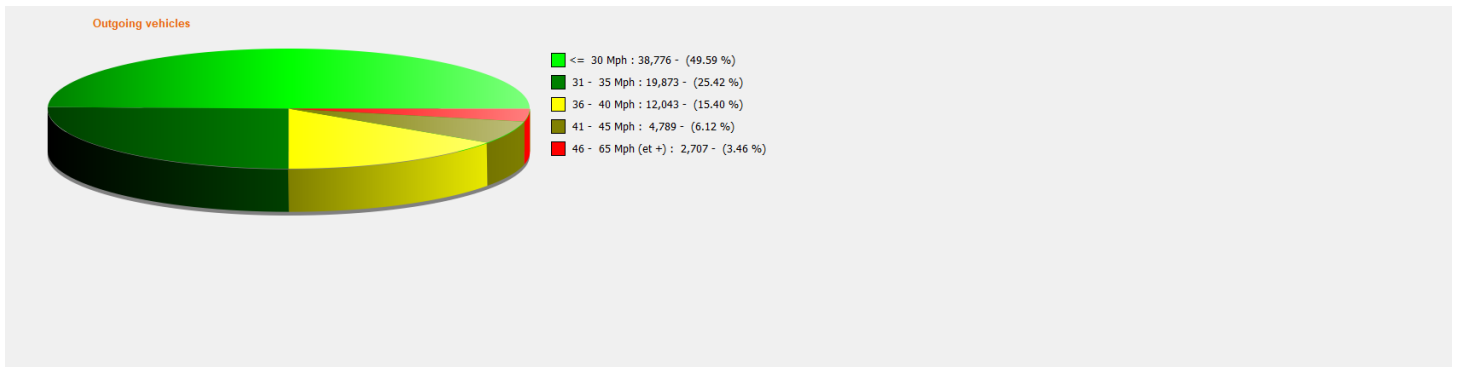 Outgoing vehicles
<= 30 Mph : 38,776 - (49.59 %)
31 - 35 Mph : 19,873 - (25.42 %)
36 - 40 Mph : 12,043 - (15.40 %)
41 - 45 Mph : 4,789 - (6.12 %)
46 - 65 Mph (et +) : 2,707 - (3.46 %)